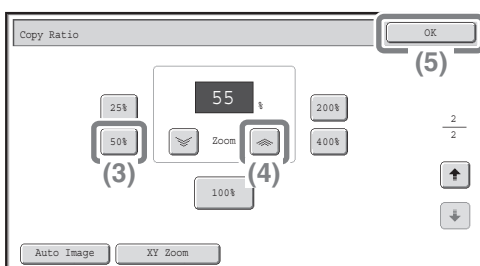 Copy Ratio
OK
(5)
55 %
25%
200%
2
2
50%
Zoom
400%
(3)
(4)
100%
Auto Image
XY Zoom